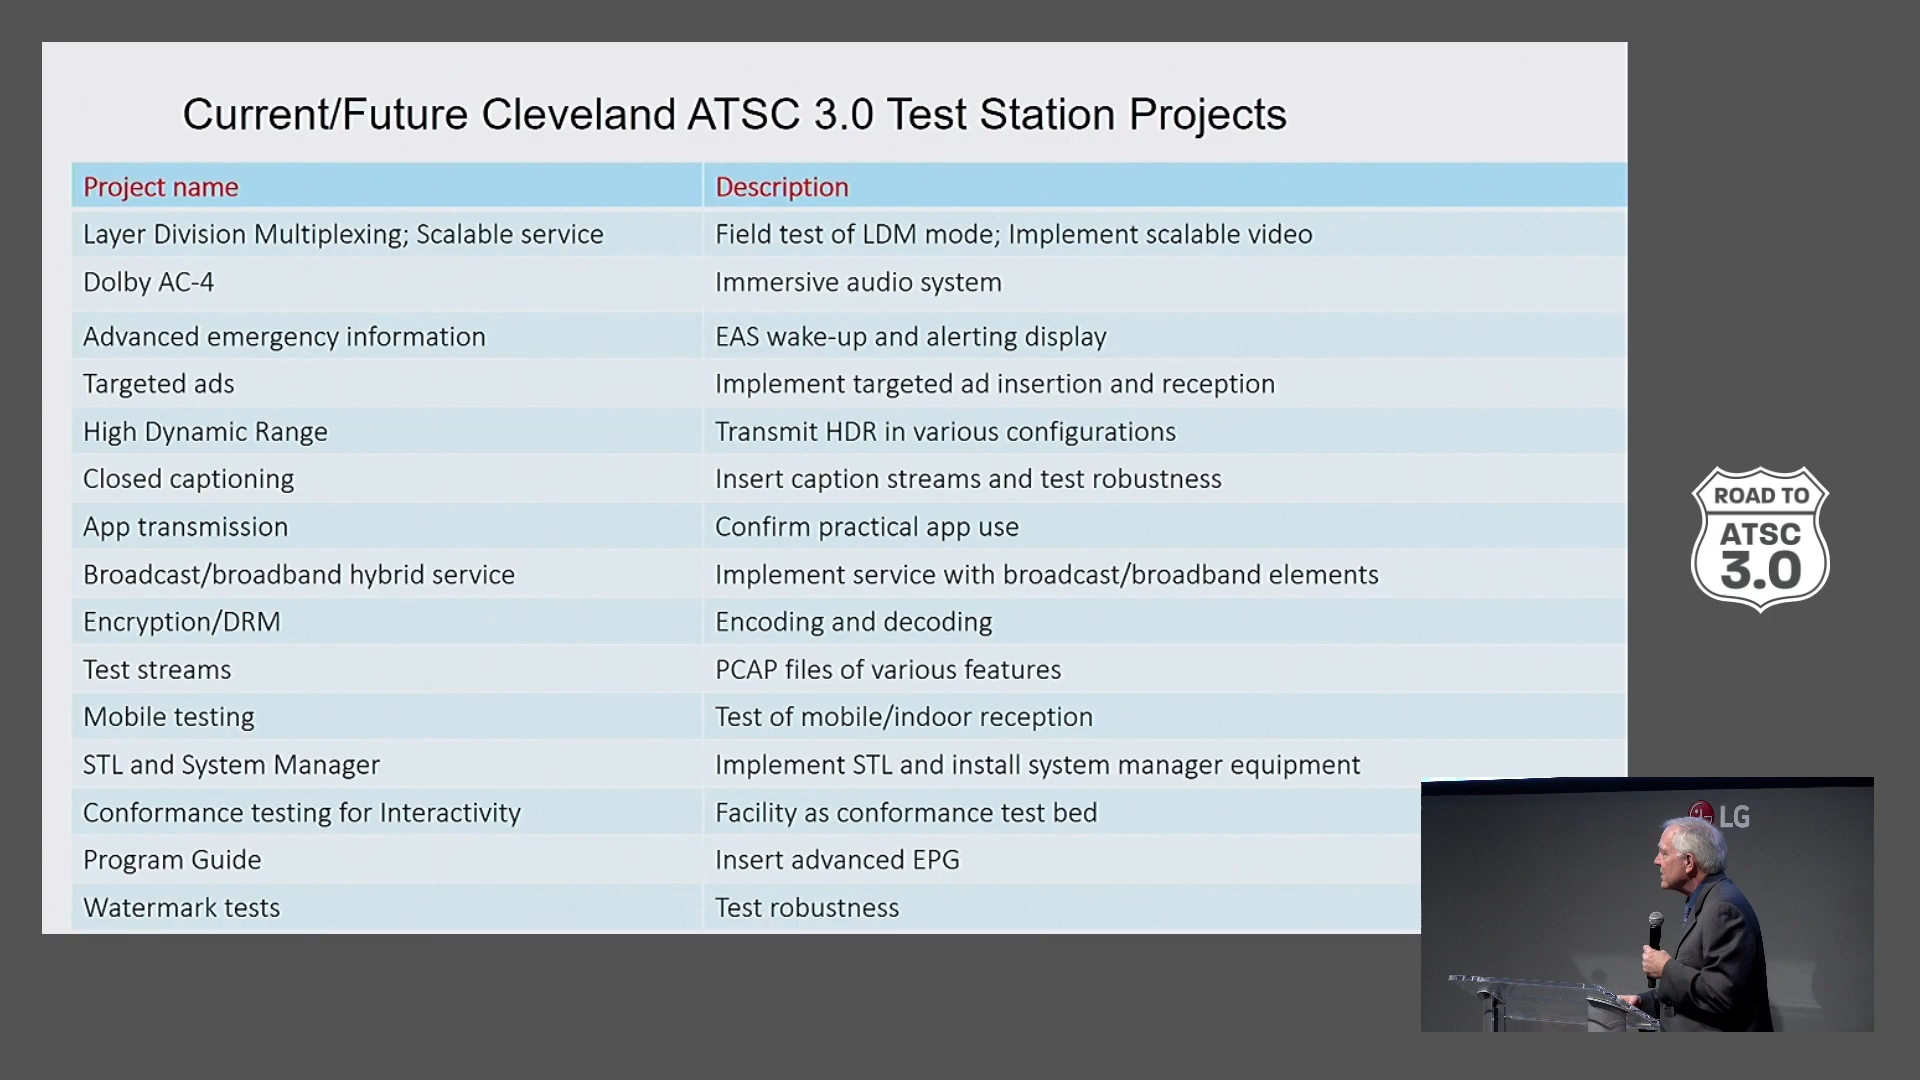 Current/Future Cleveland ATSC 3.0 Test Station Projects
Project name Description
Layer Division Multiplexing; Scalable service Field test of LDM mode; Implement scalable video
Dolby AC-4 Immersive audio system
Advanced emergency information EAS wake-up and alerting display
Targeted ads Implement targeted ad insertion and reception
High Dynamic Range Transmit HDR in various configurations
Closed captioning Insert caption streams and test robustness
App transmission Confirm practical app use
Broadcast/broadband hybrid service Implement service with broadcast/broadband elements
Encryption/DRM Encoding and decoding
Test streams PCAP files of various features
Mobile testing Test of mobile/indoor reception
STL and System Manager Implement STL and install system manager equipment
Conformance testing for Interactivity Facility as conformance test bed
Program Guide Insert advanced EPG
Watermark tests Test robustness
ROAD TO
ATSC
3.0
LG